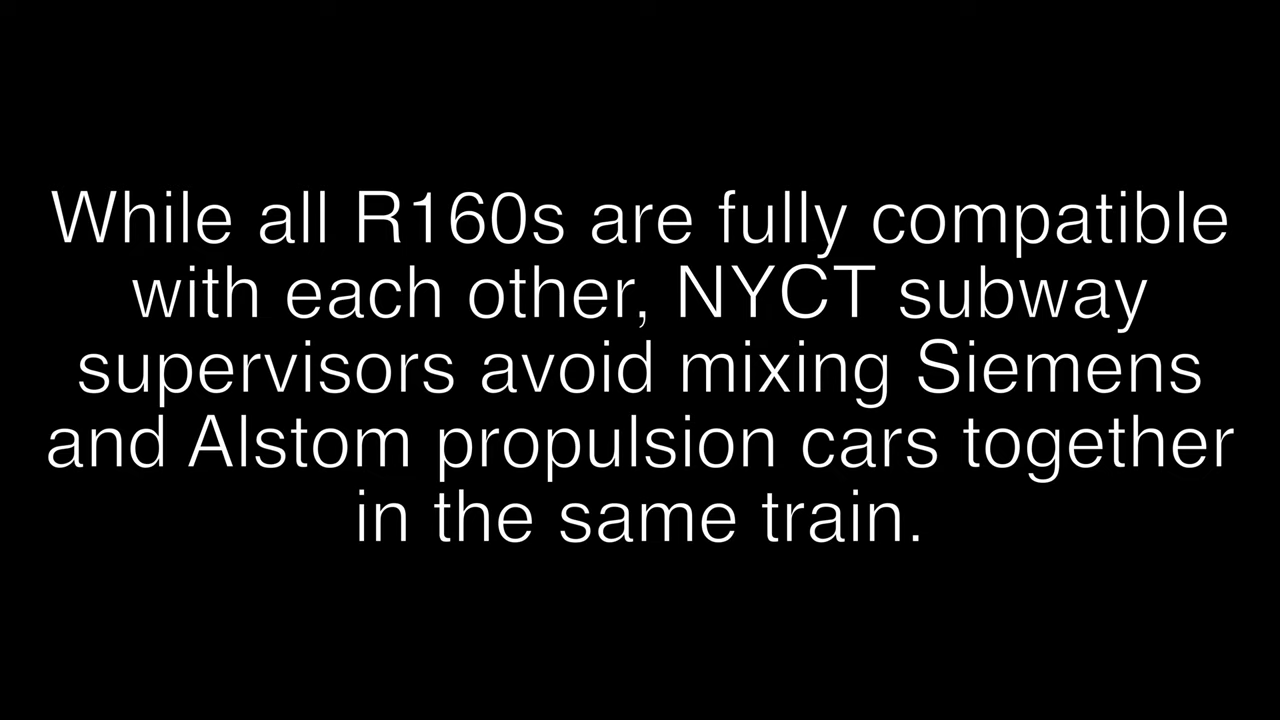 While all R160s are fully compatible
with each other, NYCT subway
supervisors avoid mixing Siemens
and Alstom propulsion cars together
in the same train.